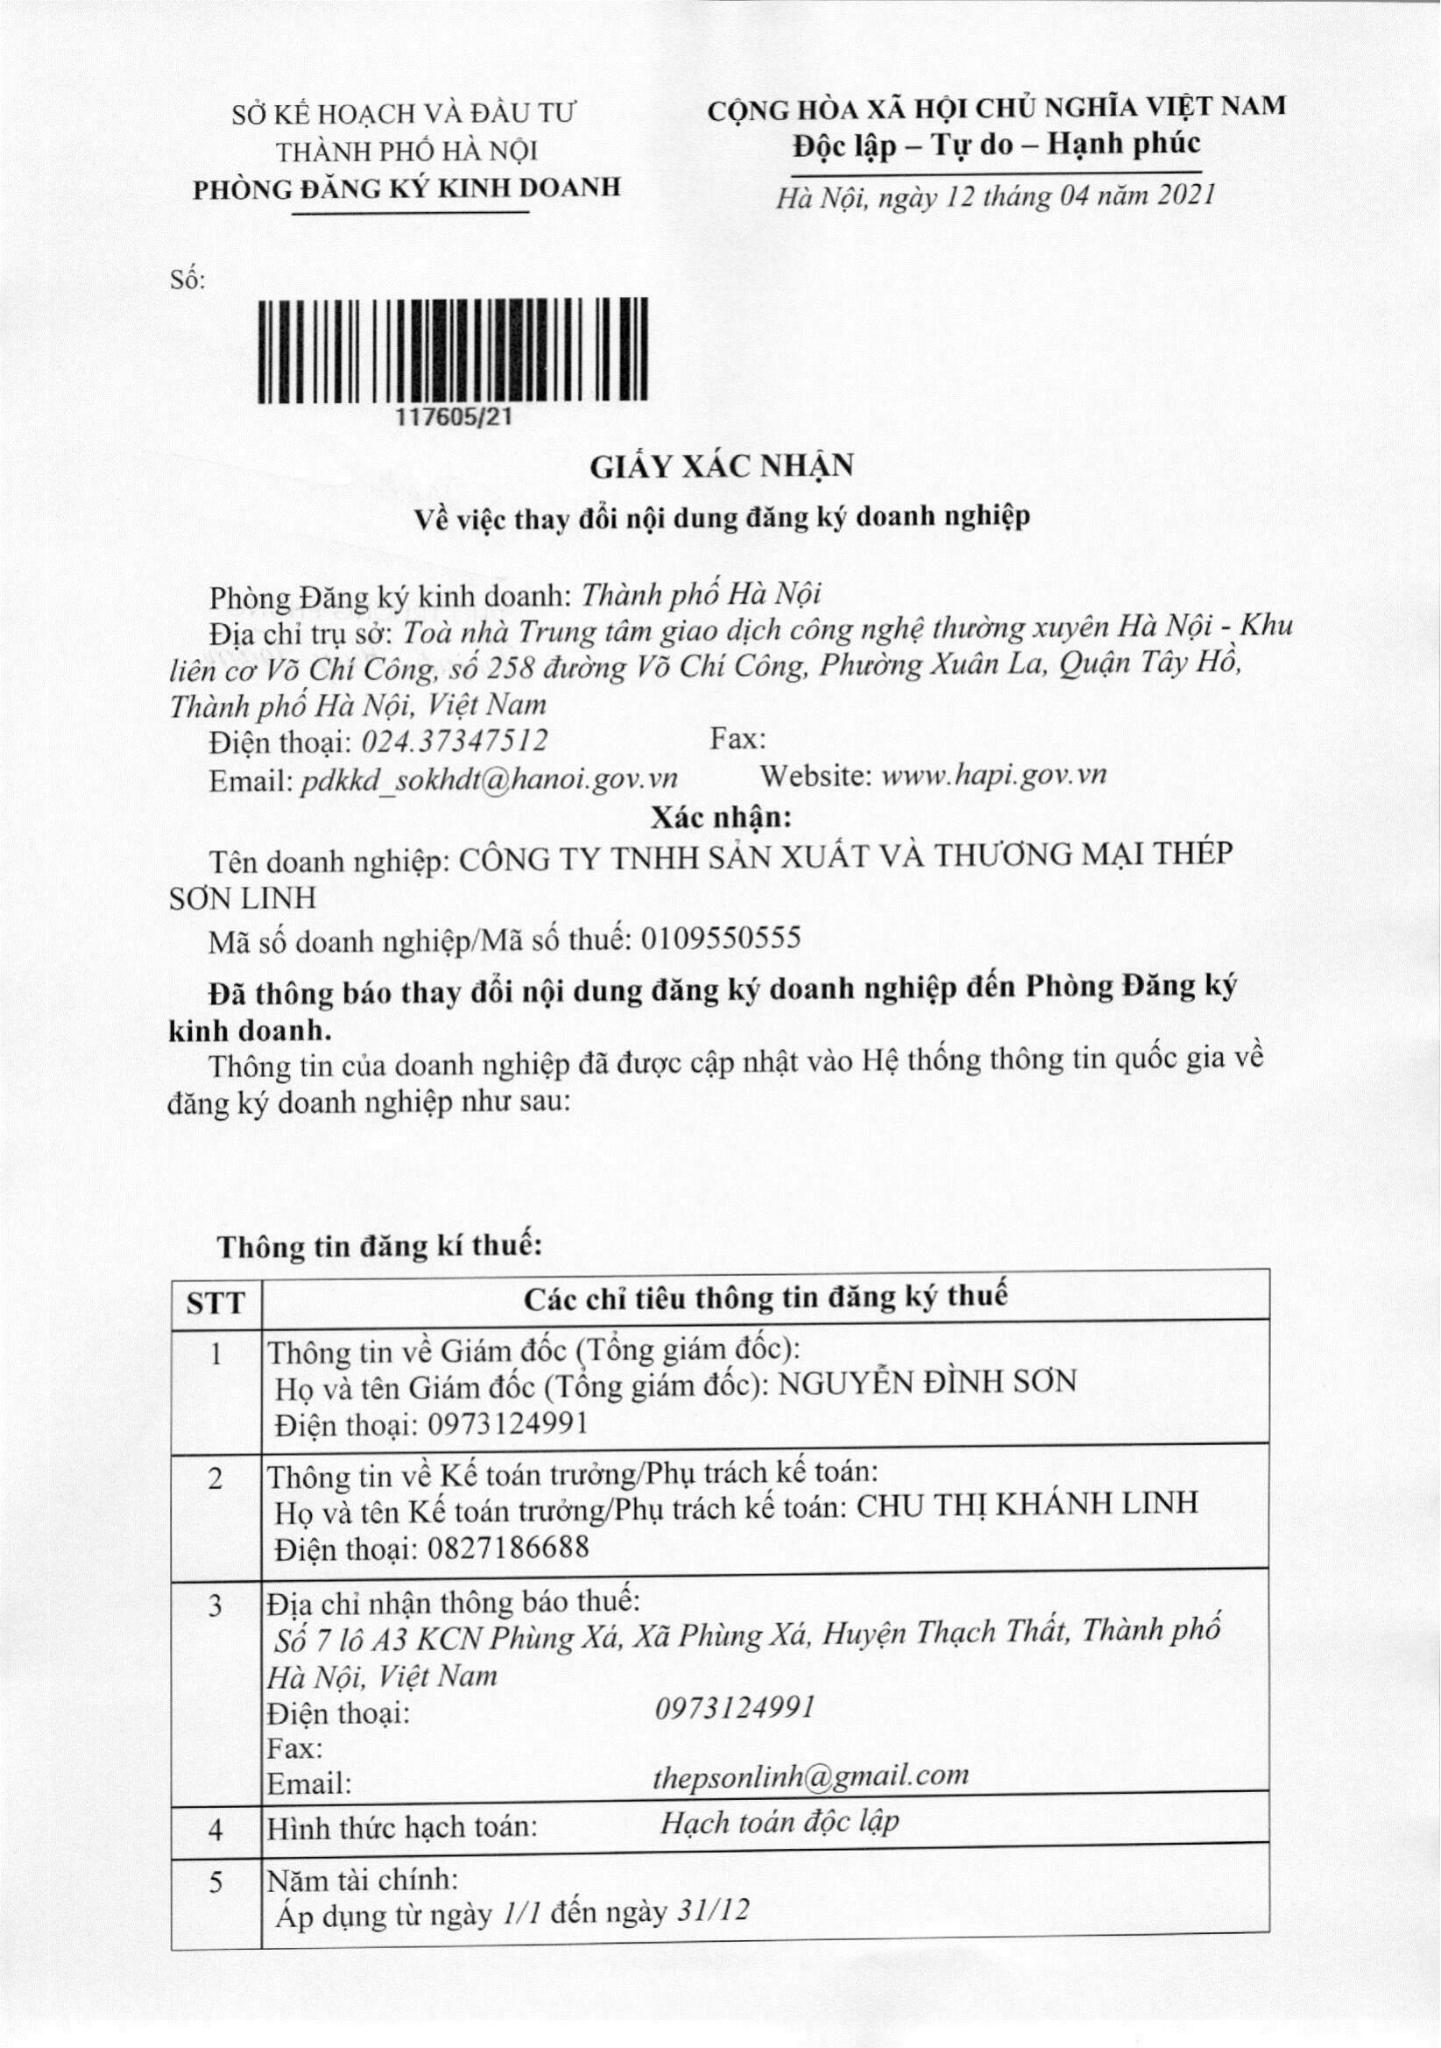 SỞ KẾ HOẠCH VÀ ĐẦU TƯ
THÀNH PHỐ HÀ NỘI
PHÒNG ĐĂNG KÝ KINH DOANH
CỘNG HÒA XÃ HỘI CHỦ NGHĨA VIỆT NAM
Độc lập – Tự do – Hạnh phúc
Hà Nội, ngày 12 tháng 04 năm 2021
Số:
117605/21
GIẤY XÁC NHẬN
Về việc thay đổi nội dung đăng ký doanh nghiệp
Phòng Đăng ký kinh doanh: Thành phố Hà Nội
Địa chỉ trụ sở: Toà nhà Trung tâm giao dịch công nghệ thường xuyên Hà Nội - Khu
liên cơ Võ Chí Công, số 258 đường Võ Chí Công, Phường Xuân La, Quận Tây Hồ,
Thành phố Hà Nội, Việt Nam
Điện thoại: 024.37347512 Fax:
Email: pdkkd_sokhdt@hanoi.gov.vn Website: www.hapi.gov.vn
Xác nhận:
Tên doanh nghiệp: CÔNG TY TNHH SẢN XUẤT VÀ THƯƠNG MẠI THÉP
SƠN LINH
Mã số doanh nghiệp/Mã số thuế: 0109550555
Đã thông báo thay đổi nội dung đăng ký doanh nghiệp đến Phòng Đăng ký
kinh doanh.
Thông tin của doanh nghiệp đã được cập nhật vào Hệ thống thông tin quốc gia về
đăng ký doanh nghiệp như sau:
Thông tin đăng kí thuế:
STT Các chỉ tiêu thông tin đăng ký thuế
1 Thông tin về Giám đốc (Tổng giám đốc):
Họ và tên Giám đốc (Tổng giám đốc): NGUYỄN ĐÌNH SƠN
Điện thoại: 0973124991
2 Thông tin về Kế toán trưởng/Phụ trách kế toán:
Họ và tên Kế toán trưởng/Phụ trách kế toán: CHU THỊ KHÁNH LINH
Điện thoại: 0827186688
3 Địa chỉ nhận thông báo thuế:
Số 7 lô A3 KCN Phùng Xá, Xã Phùng Xá, Huyện Thạch Thất, Thành phố
Hà Nội, Việt Nam
Điện thoại: 0973124991
Fax:
Email: thepsonlinh@gmail.com
4 Hình thức hạch toán: Hạch toán độc lập
5 Năm tài chính:
Áp dụng từ ngày 1/1 đến ngày 31/12